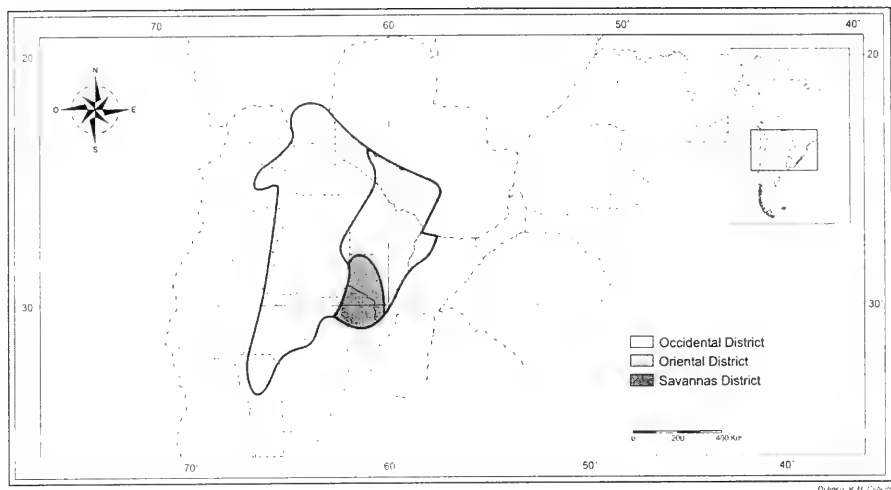 70 60 50 40
20 20
N
O E
S
30 30
Occidental District
Oriental District
Savannas District
0 200 400 Km
70° 60 50° 40°